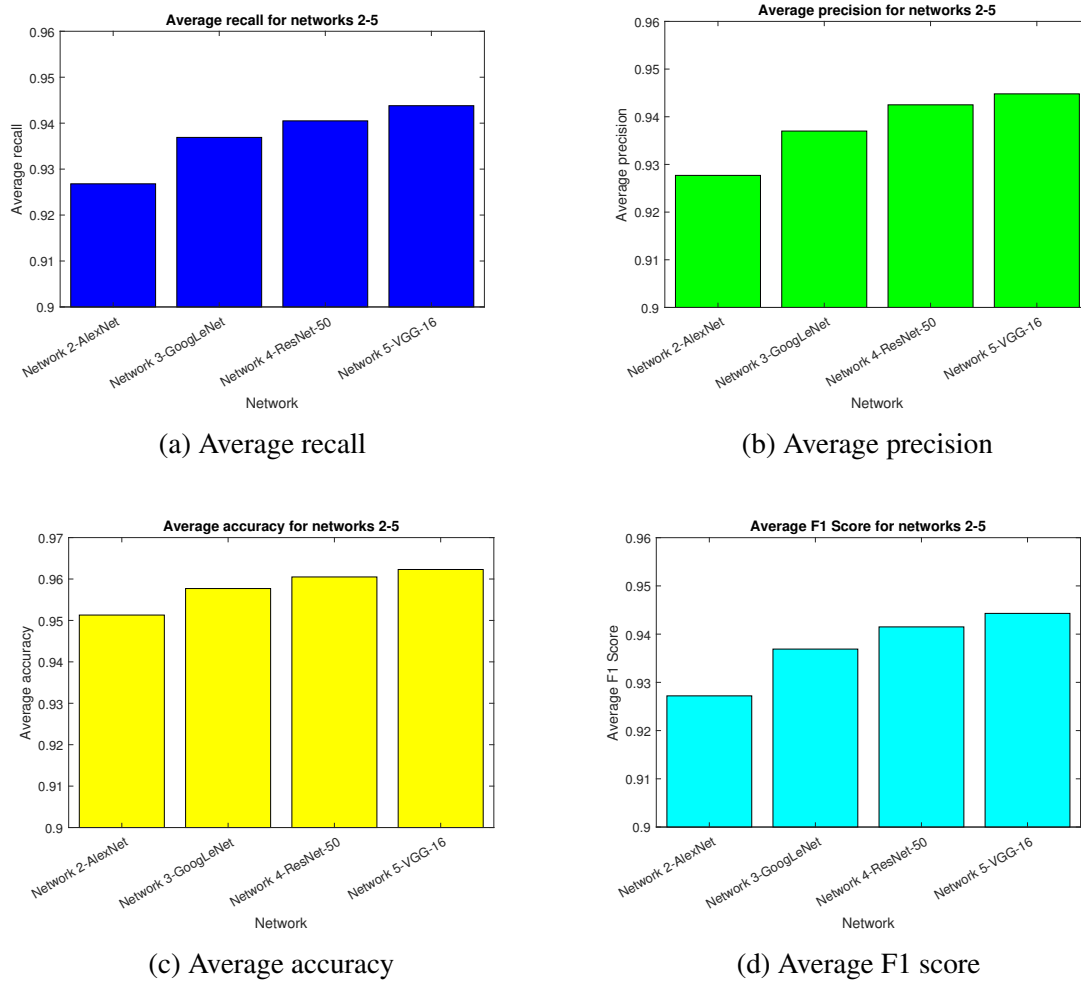 Average recall for networks 2-5
0.96
0.95
0.94
0.93
0.92
0.91
0.9
Average recall
Network 2-AlexNet
Network 3-GoogLeNet
Network 4-ResNet-50
Network 5-VGG-16
Network
(a) Average recall
Average precision for networks 2-5
0.96
0.95
0.94
0.93
0.92
0.91
0.9
Average precision
Network 2-AlexNet
Network 3-GoogLeNet
Network 4-ResNet-50
Network 5-VGG-16
Network
(b) Average precision
Average accuracy for networks 2-5
0.97
0.96
0.95
0.94
0.93
0.92
0.91
0.9
Average accuracy
Network 2-AlexNet
Network 3-GoogLeNet
Network 4-ResNet-50
Network 5-VGG-16
Network
(c) Average accuracy
Average F1 Score for networks 2-5
0.96
0.95
0.94
0.93
0.92
0.91
0.9
Average F1 Score
Network 2-AlexNet
Network 3-GoogLeNet
Network 4-ResNet-50
Network 5-VGG-16
Network
(d) Average F1 score